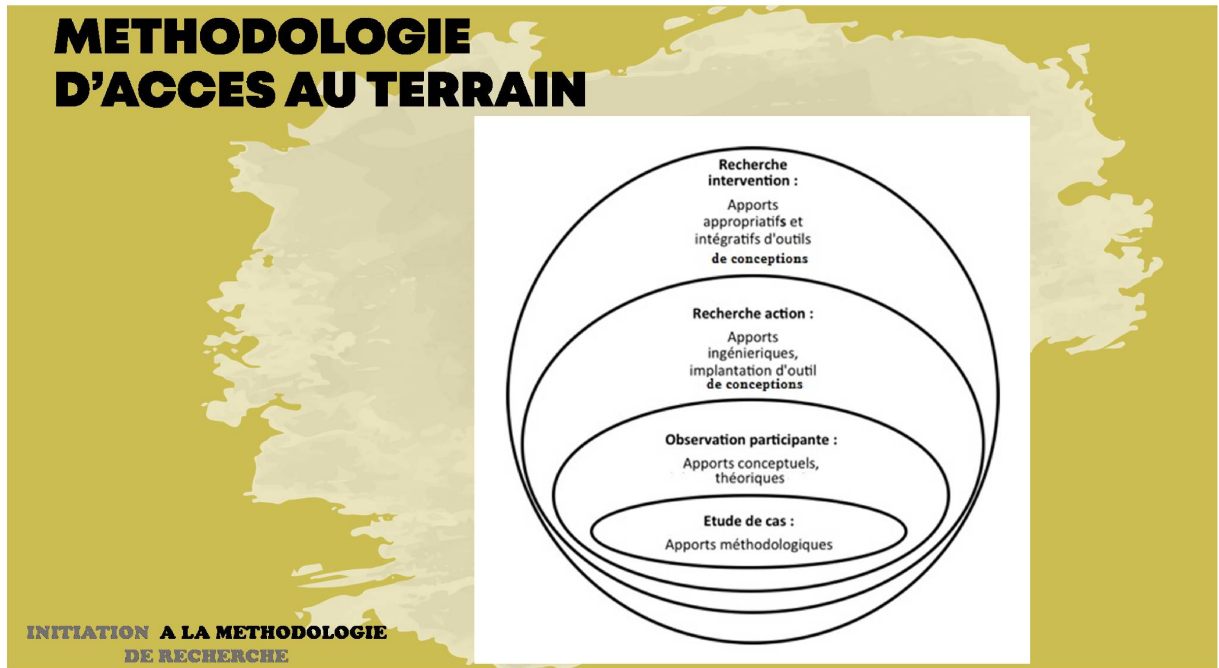 METHODOLOGIE
D'ACCES AU TERRAIN
Recherche
intervention :
Apports
appropriatifs et
intégratifs d'outils
de conceptions
Recherche action :
Apports
ingénieriques,
implantation d'outil
de conceptions
Observation participante :
Apports conceptuels,
théoriques
Etude de cas :
Apports méthodologiques
INITIATION A LA METHODOLOGIE
DE RECHERCHE